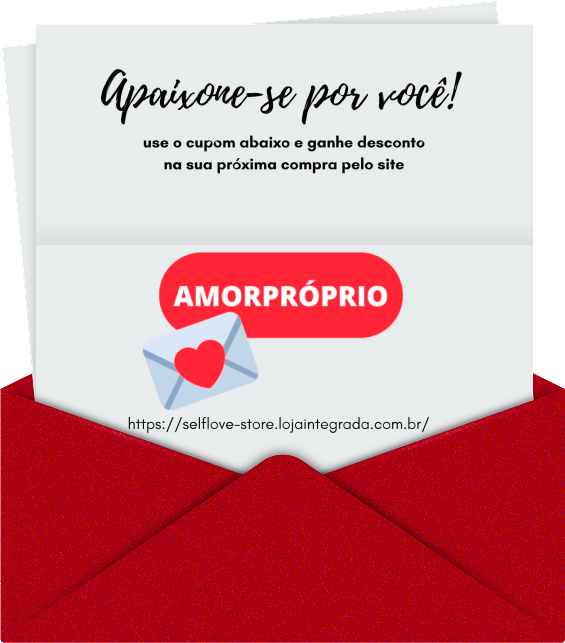 Apaixone-se por você!
use o cupom abaixo e ganhe desconto
na sua próxima compra pelo site
AMORPRÓPRIO
https://selflove-store.lojaintegrada.com.br/